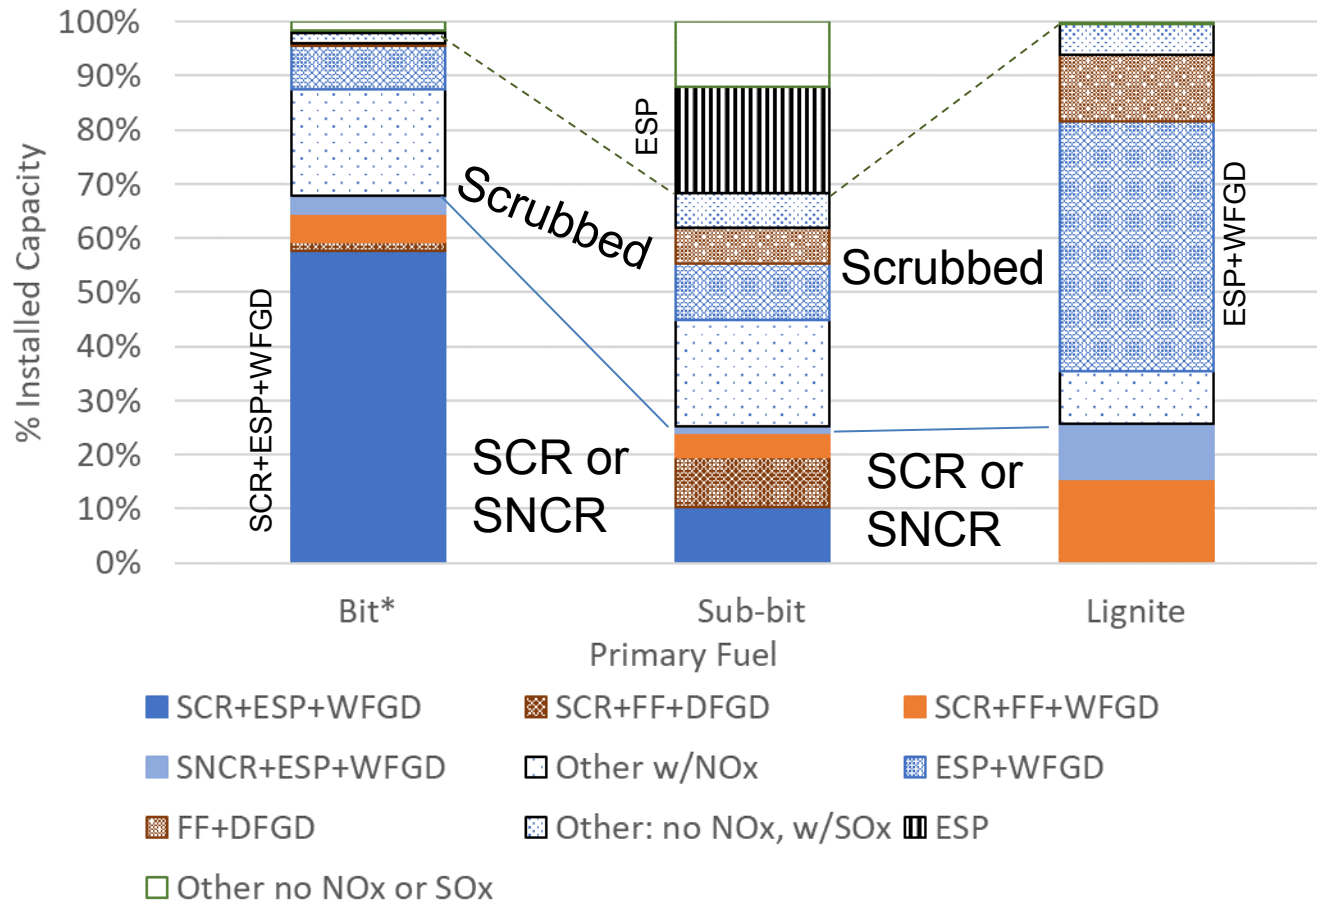 100%
90%
80%
70%
60%
50%
40%
30%
20%
10%
0%
% Installed Capacity
SCR+ESP+WFGD
Scrubbed
SCR or
SNCR
ESP
Scrubbed
SCR or
SNCR
ESP+WFGD
Bit*
Sub-bit
Lignite
Primary Fuel
SCR+ESP+WFGD
SCR+FF+DFGD
SCR+FF+WFGD
SNCR+ESP+WFGD
Other w/NOx
ESP+WFGD
FF+DFGD
Other: no NOx, w/SOx
ESP
Other no NOx or SOx